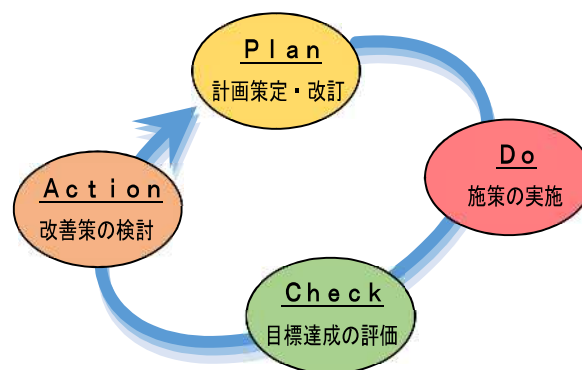 Ｐｌａｎ
計画策定・改訂
Ｄｏ
施策の実施
Ｃｈｅｃｋ
目標達成の評価
Ａｃｔｉｏｎ
改善策の検討